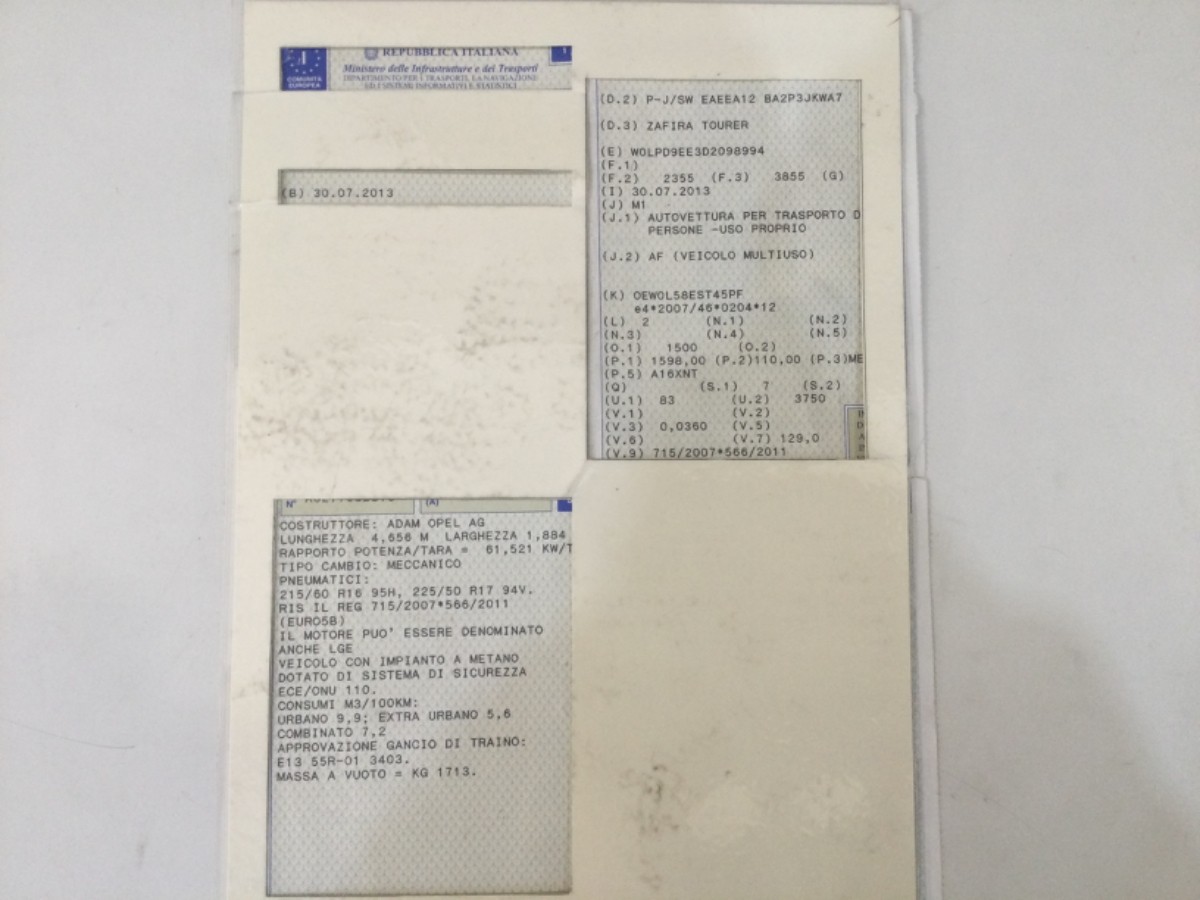 COMUNITÀ
EUROPEA
REPUBBLICA ITALIANA
Ministero delle Infrastrutture e dei Trasporti
DIPARTIMENTO PER I TRASPORTI, LA NAVIGAZIONE
ED I SISTEMI INFORMATIVI E STATISTICI
1
(B) 30.07.2013
(D.2) P-J/SW EAEEA12 BA2P3JKWA7
(D.3) ZAFIRA TOURER
(E) W0LPD9EE3D2098994
(F.1)
(F.2) 2355 (F.3) 3855 (G)
(I) 30.07.2013
(J) M1
(J.1) AUTOVETTURA PER TRASPORTO D
PERSONE -USO PROPRIO
(J.2) AF (VEICOLO MULTIUSO)
(K) OEW0L58EST45PF
e4*2007/46*0204*12
(L) 2 (N.1) (N.2)
(N.3) (N.4) (N.5)
(O.1) 1500 (O.2)
(P.1) 1598,00 (P.2)110,00 (P.3)ME
(P.5) A16XNT
(Q) (S.1) 7 (S.2)
(U.1) 83 (U.2) 3750
(V.1) (V.2)
(V.3) 0,0360 (V.5)
(V.6) (V.7) 129,0
(V.9) 715/2007*566/2011
N° (A)
COSTRUTTORE: ADAM OPEL AG
LUNGHEZZA 4,656 M LARGHEZZA 1,884
RAPPORTO POTENZA/TARA = 61,521 KW/T
TIPO CAMBIO: MECCANICO
PNEUMATICI:
215/60 R16 95H, 225/50 R17 94V.
RIS IL REG 715/2007*566/2011
(EURO5B)
IL MOTORE PUO' ESSERE DENOMINATO
ANCHE LGE
VEICOLO CON IMPIANTO A METANO
DOTATO DI SISTEMA DI SICUREZZA
ECE/ONU 110.
CONSUMI M3/100KM:
URBANO 9,9; EXTRA URBANO 5,6
COMBINATO 7,2
APPROVAZIONE GANCIO DI TRAINO:
E13 55R-01 3403.
MASSA A VUOTO = KG 1713.